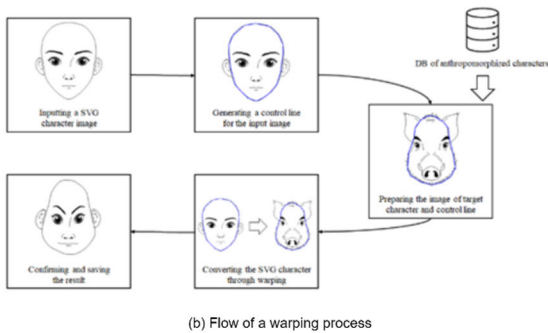 DB of anthropomorphized characters
Inputting a SVG
character image
Generating a control line
for the input image
Preparing the image of target
character and control line
Confirming and saving
the result
Converting the SVG character
through warping
(b) Flow of a warping process